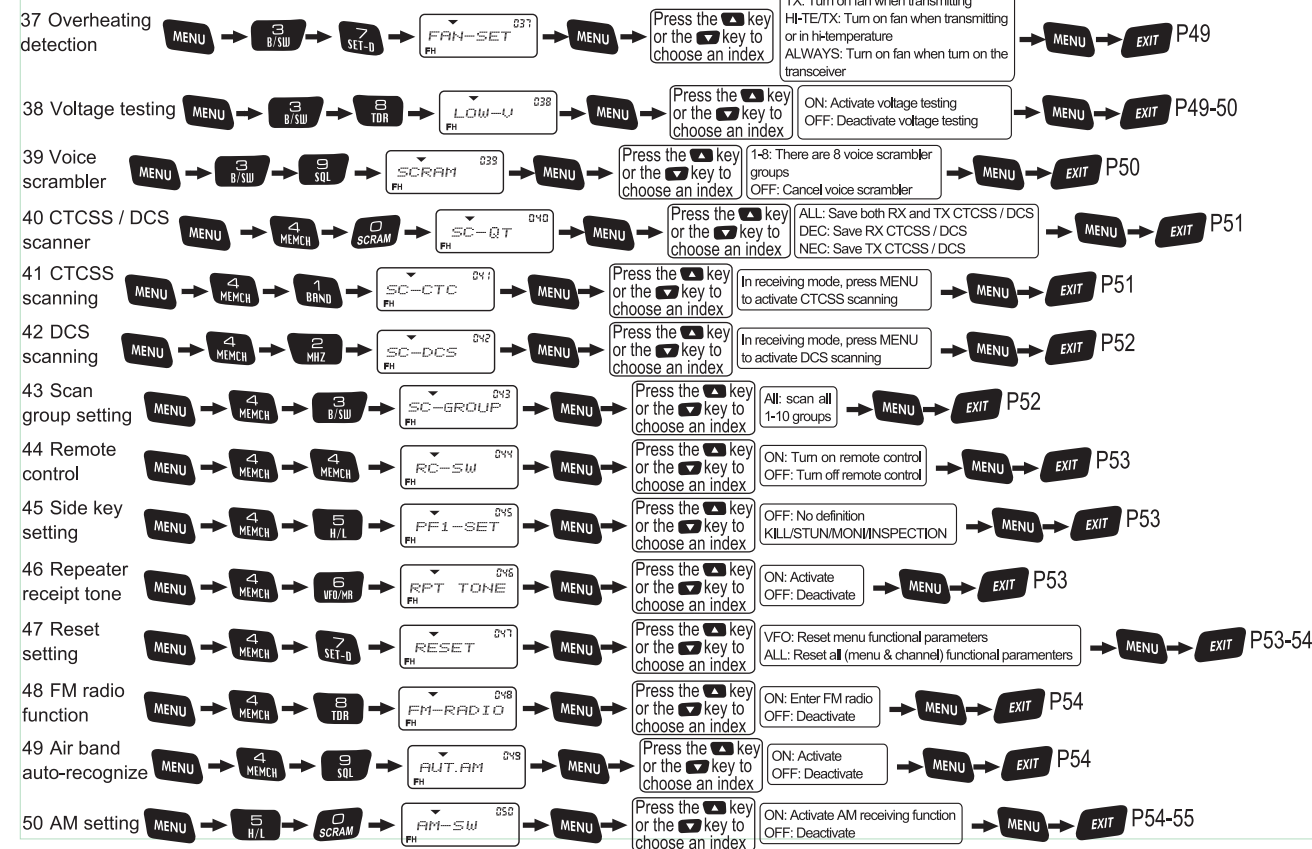 TX: Turn on fan when transmitting
37 Overheating detection MENU 3 B/SW 7 SET-D FAN-SET 037 FH MENU Press the key or the key to choose an index HI-TE/TX: Turn on fan when transmitting or in hi-temperature ALWAYS: Turn on fan when turn on the transceiver MENU EXIT P49
38 Voltage testing MENU 3 B/SW 8 TDR LOW-V 038 FH MENU Press the key or the key to choose an index ON: Activate voltage testing OFF: Deactivate voltage testing MENU EXIT P49-50
39 Voice scrambler MENU 3 B/SW 9 SQL SCRAM 039 FH MENU Press the key or the key to choose an index 1-8: There are 8 voice scrambler groups OFF: Cancel voice scrambler MENU EXIT P50
40 CTCSS / DCS scanner MENU 4 MEMCH 0 SCRAM SC-QT 040 FH MENU Press the key or the key to choose an index ALL: Save both RX and TX CTCSS / DCS DEC: Save RX CTCSS / DCS NEC: Save TX CTCSS / DCS MENU EXIT P51
41 CTCSS scanning MENU 4 MEMCH 1 BAND SC-CTC 041 FH MENU Press the key or the key to choose an index In receiving mode, press MENU to activate CTCSS scanning MENU EXIT P51
42 DCS scanning MENU 4 MEMCH 2 MHZ SC-DCS 042 FH MENU Press the key or the key to choose an index In receiving mode, press MENU to activate DCS scanning MENU EXIT P52
43 Scan group setting MENU 4 MEMCH 3 B/SW SC-GROUP 043 FH MENU Press the key or the key to choose an index All: scan all 1-10 groups MENU EXIT P52
44 Remote control MENU 4 MEMCH 4 MEMCH RC-SW 044 FH MENU Press the key or the key to choose an index ON: Turn on remote control OFF: Turn off remote control MENU EXIT P53
45 Side key setting MENU 4 MEMCH 5 H/L PF1-SET 045 FH MENU Press the key or the key to choose an index OFF: No definition KILL/STUN/MONI/INSPECTION MENU EXIT P53
46 Repeater receipt tone MENU 4 MEMCH 6 VFO/MR RPT TONE 046 FH MENU Press the key or the key to choose an index ON: Activate OFF: Deactivate MENU EXIT P53
47 Reset setting MENU 4 MEMCH 7 SET-D RESET 047 FH MENU Press the key or the key to choose an index VFO: Reset menu functional parameters ALL: Reset all (menu & channel) functional paramenters MENU EXIT P53-54
48 FM radio function MENU 4 MEMCH 8 TDR FM-RADIO 048 FH MENU Press the key or the key to choose an index ON: Enter FM radio OFF: Deactivate MENU EXIT P54
49 Air band auto-recognize MENU 4 MEMCH 9 SQL AUT.AM 049 FH MENU Press the key or the key to choose an index ON: Activate OFF: Deactivate MENU EXIT P54
50 AM setting MENU 5 H/L 0 SCRAM AM-SW 050 FH MENU Press the key or the key to choose an index ON: Activate AM receiving function OFF: Deactivate MENU EXIT P54-55